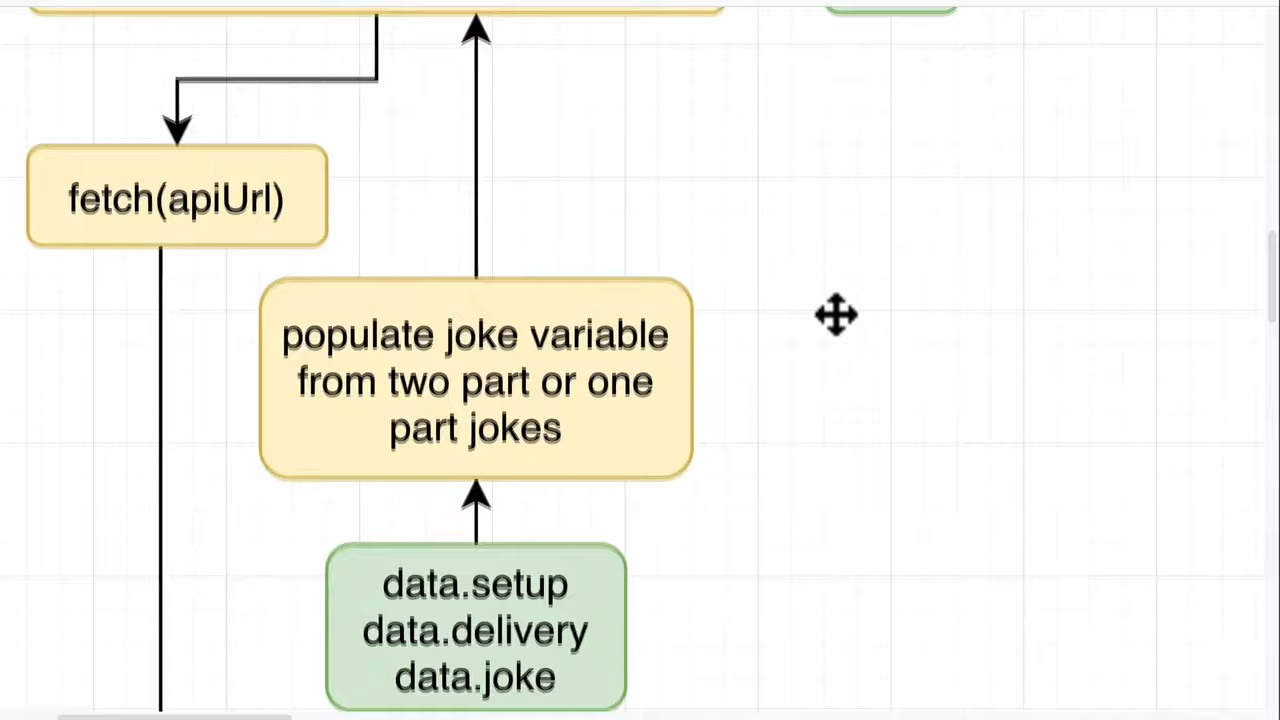 fetch(apiUrl)
populate joke variable
from two part or one
part jokes
data.setup
data.delivery
data.joke